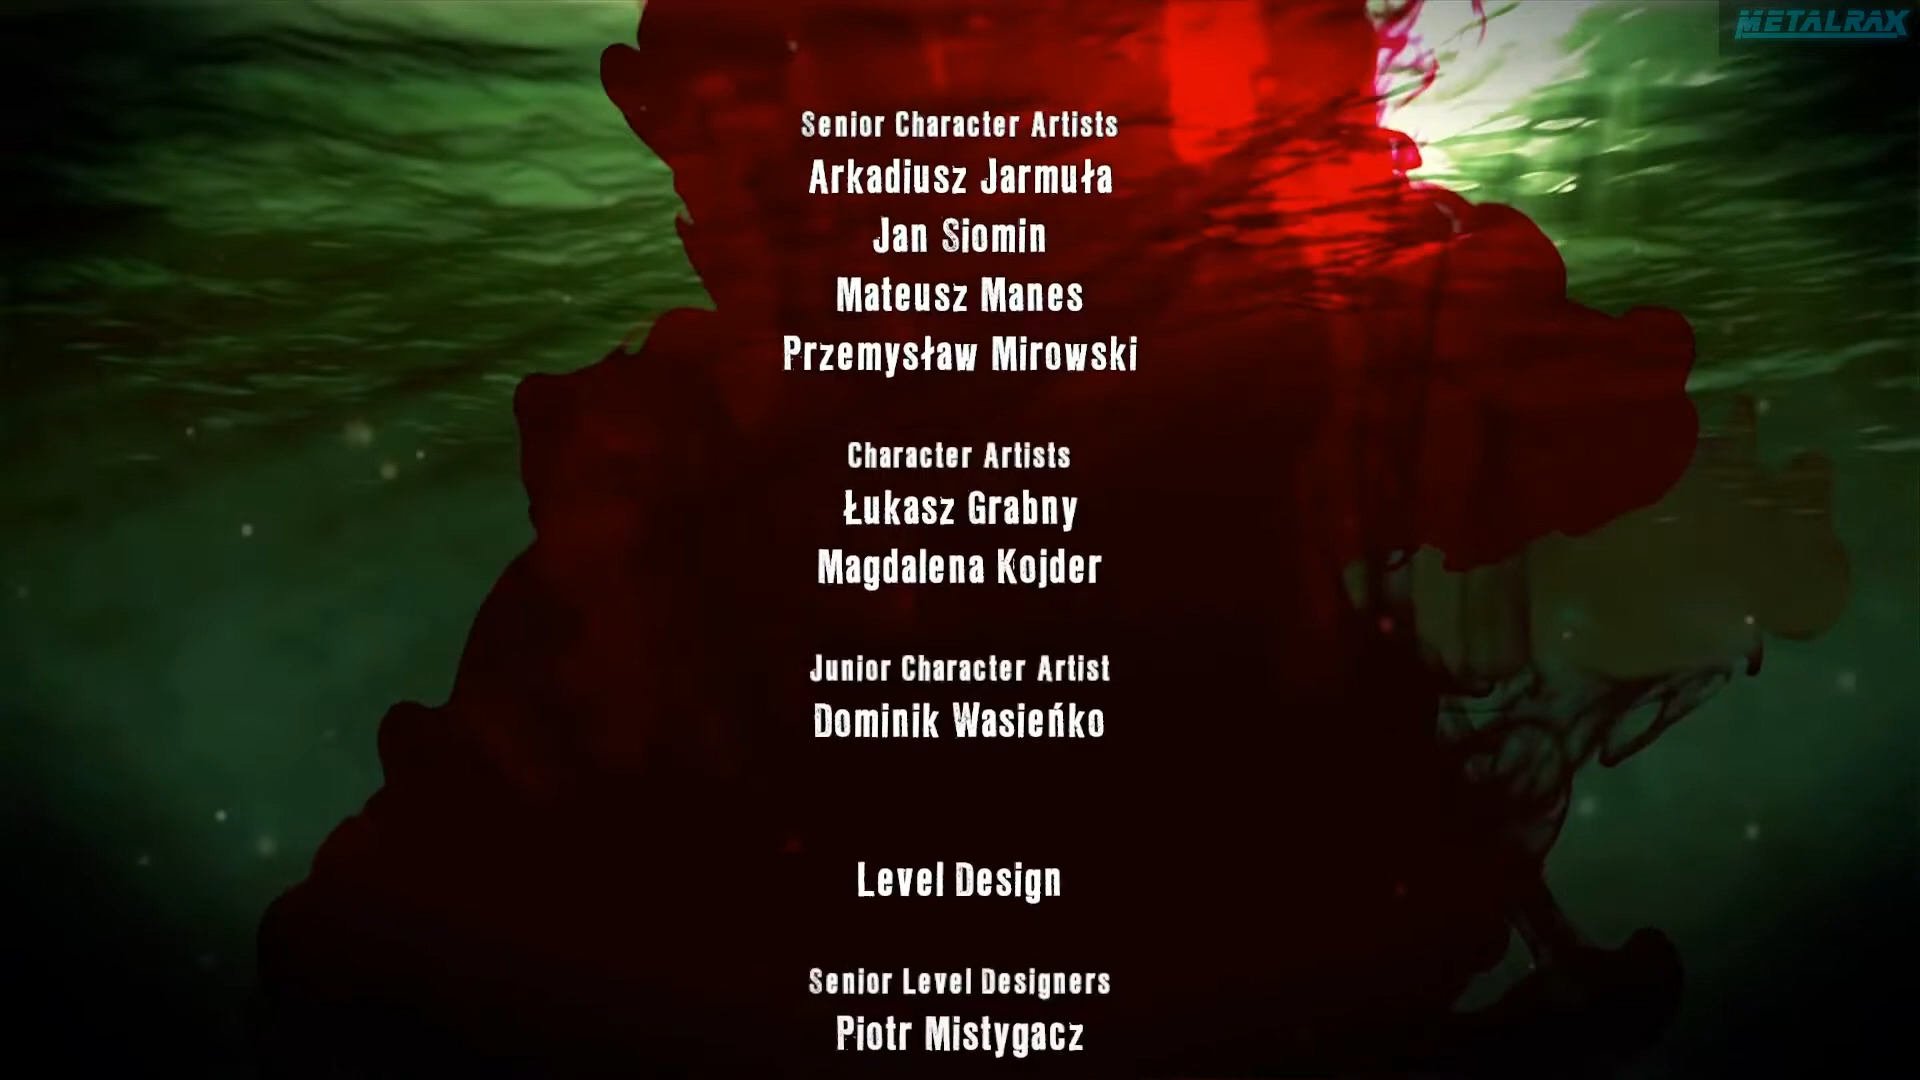 METALRAX
Senior Character Artists
Arkadiusz Jarmuła
Jan Siomin
Mateusz Manes
Przemysław Mirowski
Character Artists
Łukasz Grabny
Magdalena Kojder
Junior Character Artist
Dominik Wasieńko
Level Design
Senior Level Designers
Piotr Mistygacz